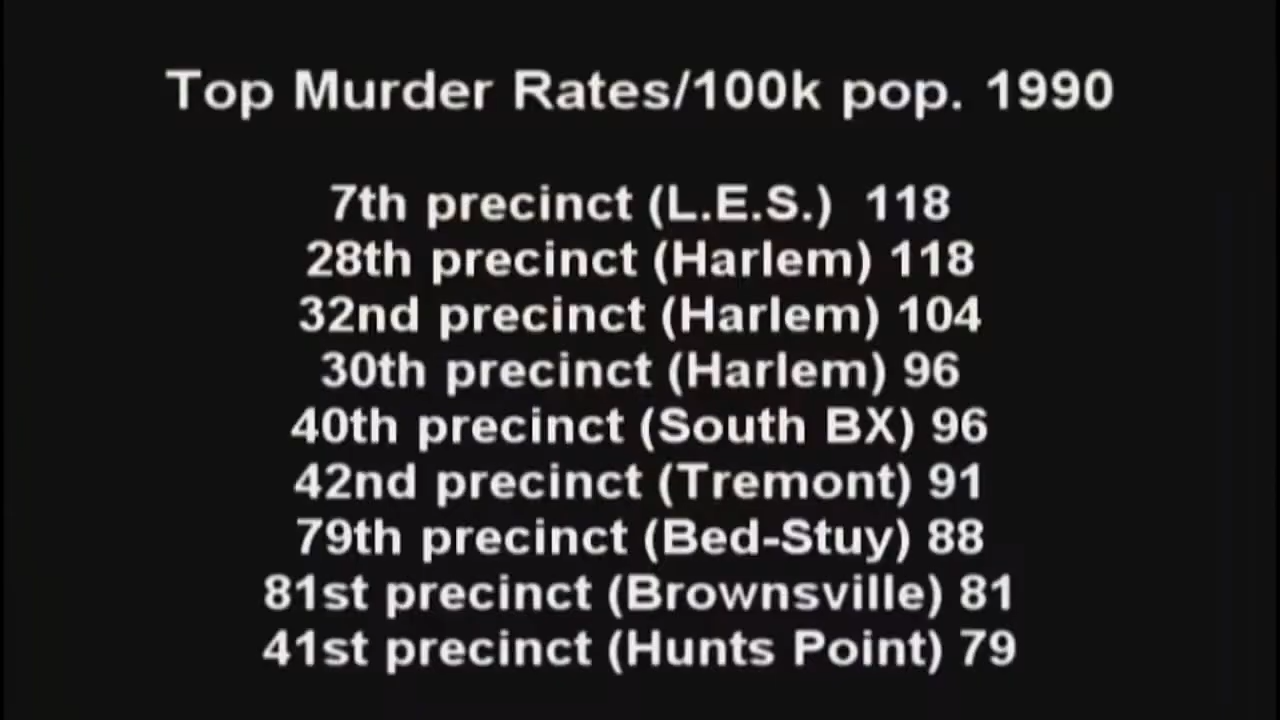 Top Murder Rates/100k pop. 1990
7th precinct (L.E.S.)  118
28th precinct (Harlem) 118
32nd precinct (Harlem) 104
30th precinct (Harlem) 96
40th precinct (South BX) 96
42nd precinct (Tremont) 91
79th precinct (Bed-Stuy) 88
81st precinct (Brownsville) 81
41st precinct (Hunts Point) 79